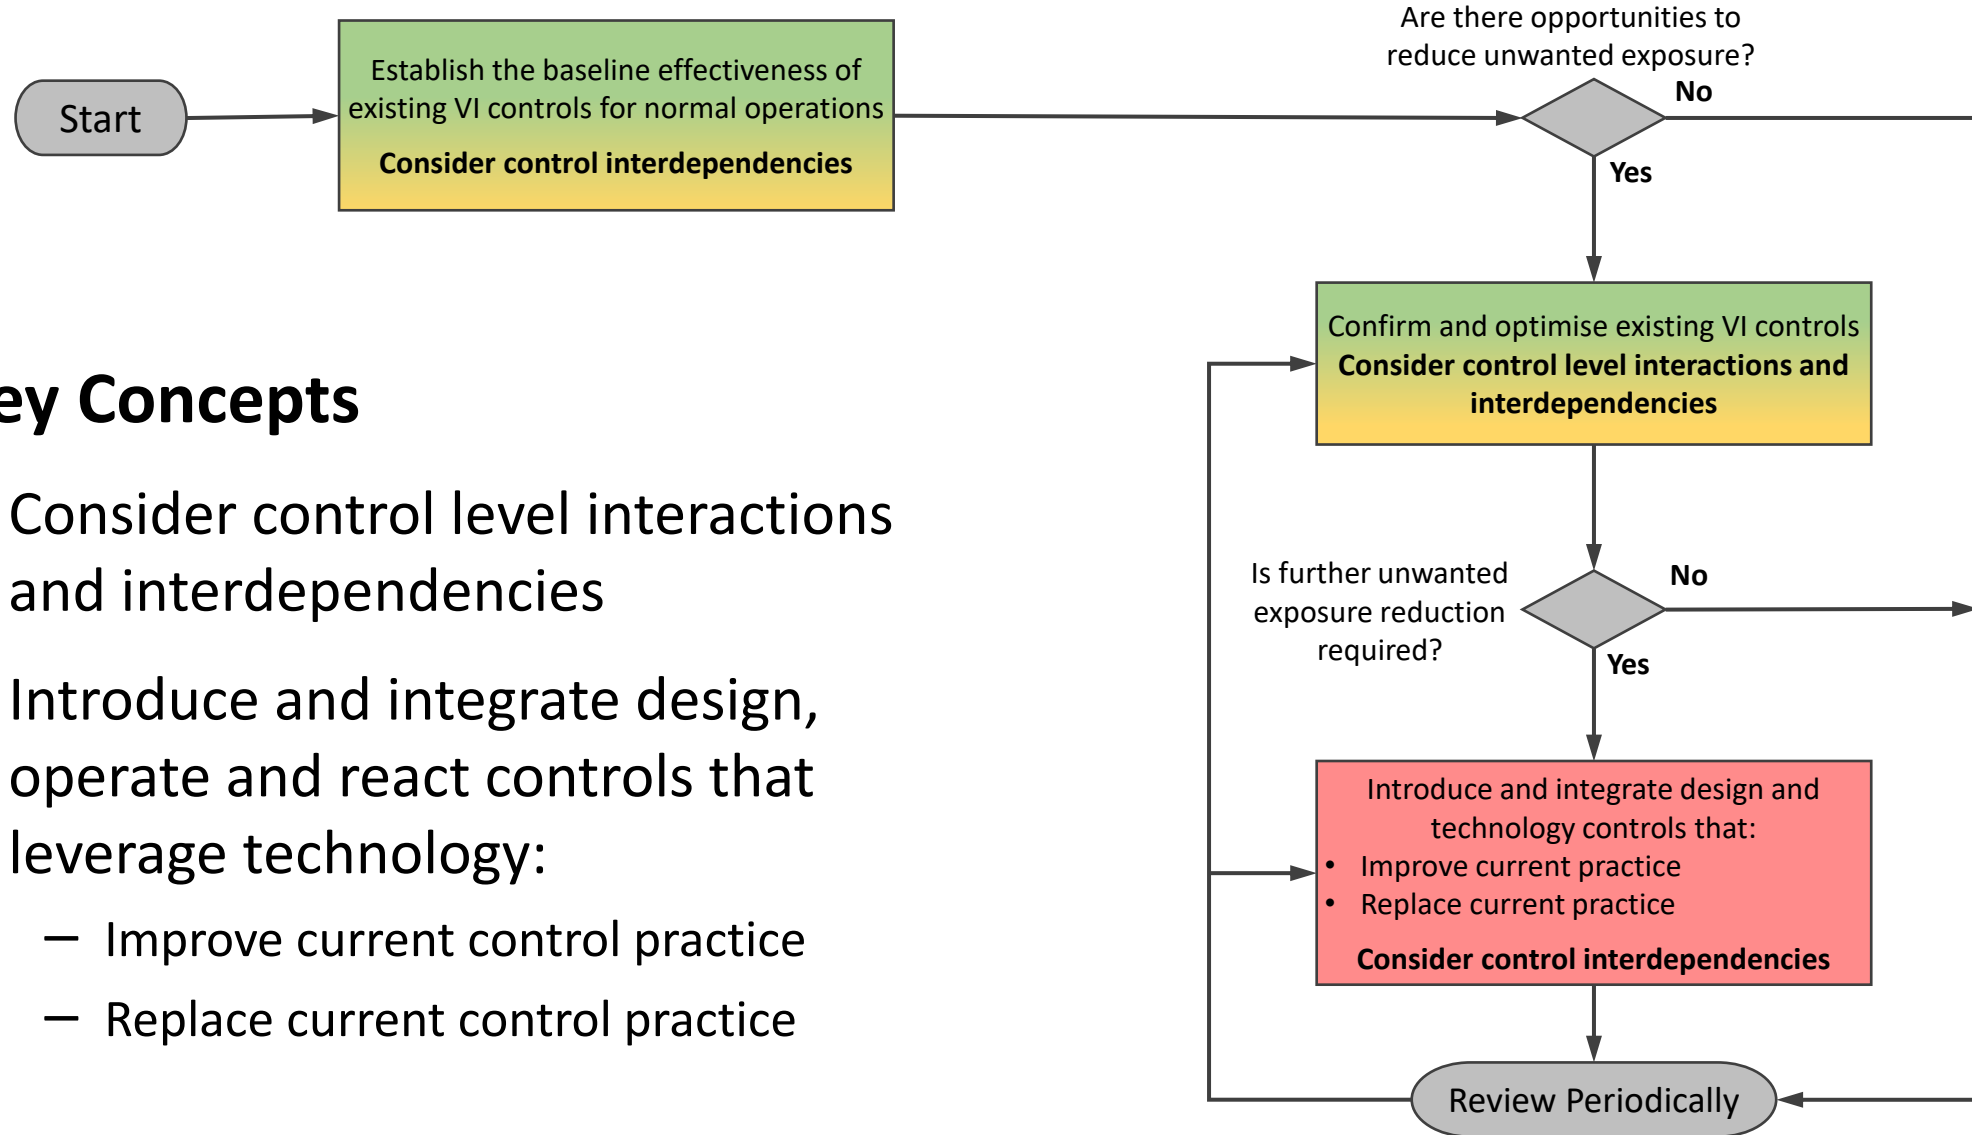 Are there opportunities to
reduce unwanted exposure?
Start
Establish the baseline effectiveness of
existing VI controls for normal operations
Consider control interdependencies
No
Yes
Confirm and optimise existing VI controls
Consider control level interactions and
interdependencies
ey Concepts
Consider control level interactions
and interdependencies
Introduce and integrate design,
operate and react controls that
leverage technology:
– Improve current control practice
– Replace current control practice
Is further unwanted
exposure reduction
required?
No
Yes
Introduce and integrate design and
technology controls that:
• Improve current practice
• Replace current practice
Consider control interdependencies
Review Periodically